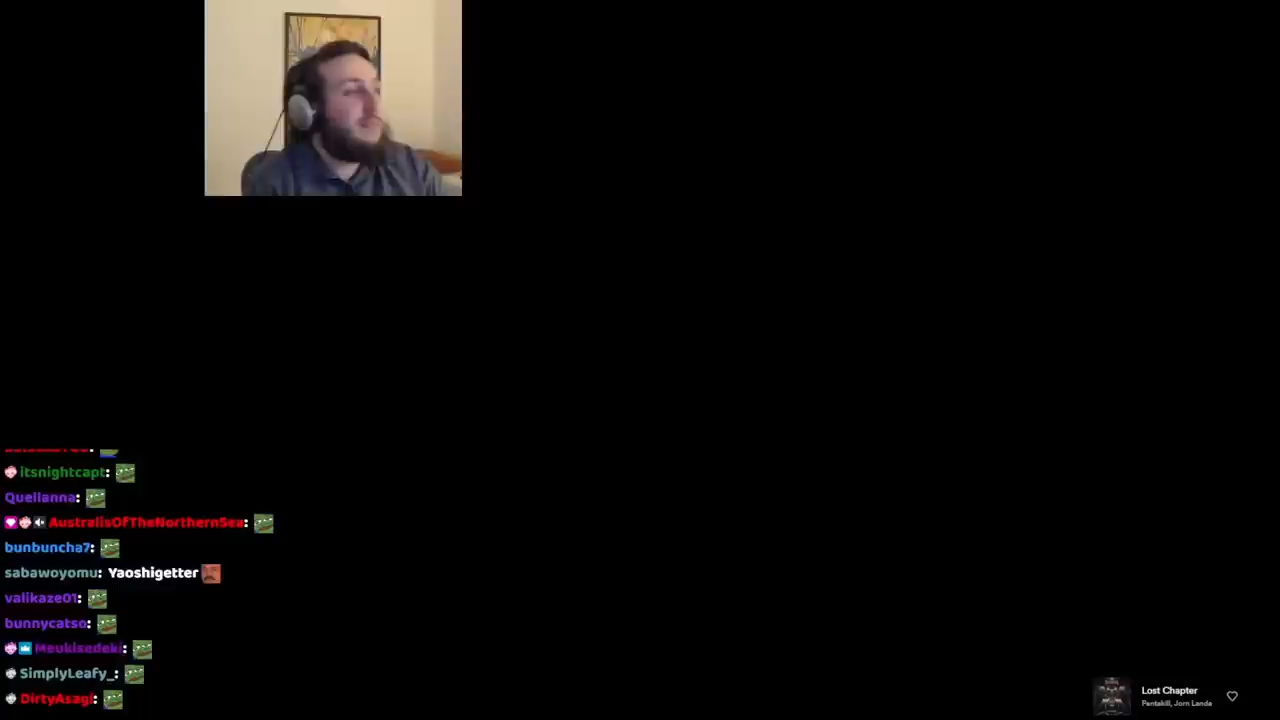 itsnightcapt:
Quellanna:
AustralisOfTheNorthernSea:
bunbuncha7:
sabawoyomu: Yaoshigetter
valikaze01:
bunnycatso:
Meukisedeki:
SimplyLeafy_:
DirtyAsagi:
Lost Chapter
Pentakill, Jorn Lande